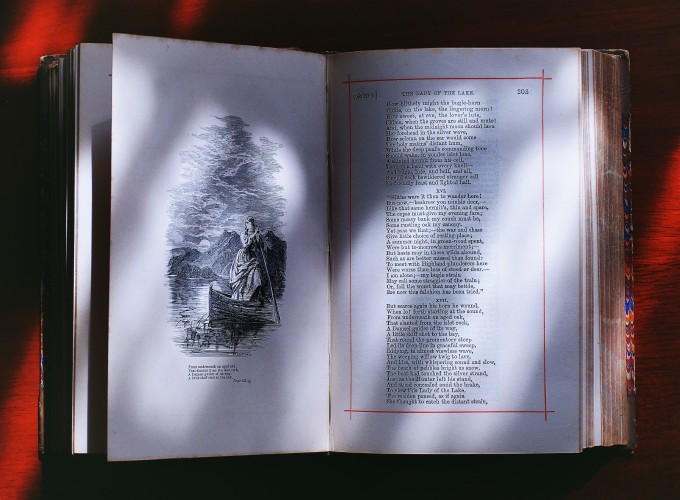 From underneath an aged oak,
That slanted from the islet rock,
A Damsel guider of its way,
A little skiff shot to the bay.
THE LADY OF THE LAKE.
203
How blithely might the bugle-horn
Chide, on the lake, the lingering morn!
How sweet, at eve, the lover's lute,
Chime, when the groves are still and mute!
And, when the midnight moon should lave
Her forehead in the silver wave,
How solemn on the ear would come
The holy matins' distant hum,
While the deep peal's commanding tone
Should wake, in yonder islet lone,
A sainted hermit from his cell,
To drop a bead with every knell—
And bugle, lute, and bell, and all,
Should each bewildered stranger call
To friendly feast and lighted hall.
XVI.
"Blithe were it then to wander here!
But now,—beshrew yon nimble deer,—
Like that same hermit's, thin and spare,
The copse must give my evening fare;
Some mossy bank my couch must be,
Some rustling oak my canopy.
Yet pass we that;—the war and chase
Give little choice of resting-place;
A summer night, in green-wood spent,
Were but to-morrow's merriment;—
But hosts may in these wilds abound,
Such as are better missed than found:
To meet with Highland plunderers here
Were worse than loss of steed or deer.—
I am alone;—my bugle strain
May call some straggler of the train;
Or, fall the worst that may betide,
Ere now this falchion has been tried."
XVII.
But scarce again his horn he wound,
When lo! forth starting at the sound,
From underneath an aged oak,
That slanted from the islet rock,
A Damsel guider of its way,
A little skiff shot to the bay,
That round the promontory steep
Led its deep line in graceful sweep,
Eddying, in almost viewless wave,
The weeping willow twig to lave,
And kiss, with whispering sound and slow,
The beach of pebbles bright as snow.
The boat had touched the silver strand,
Just as the Hunter left his stand,
And stood concealed amid the brake,
To view this Lady of the Lake.
The maiden paused, as if again
She thought to catch the distant strain,